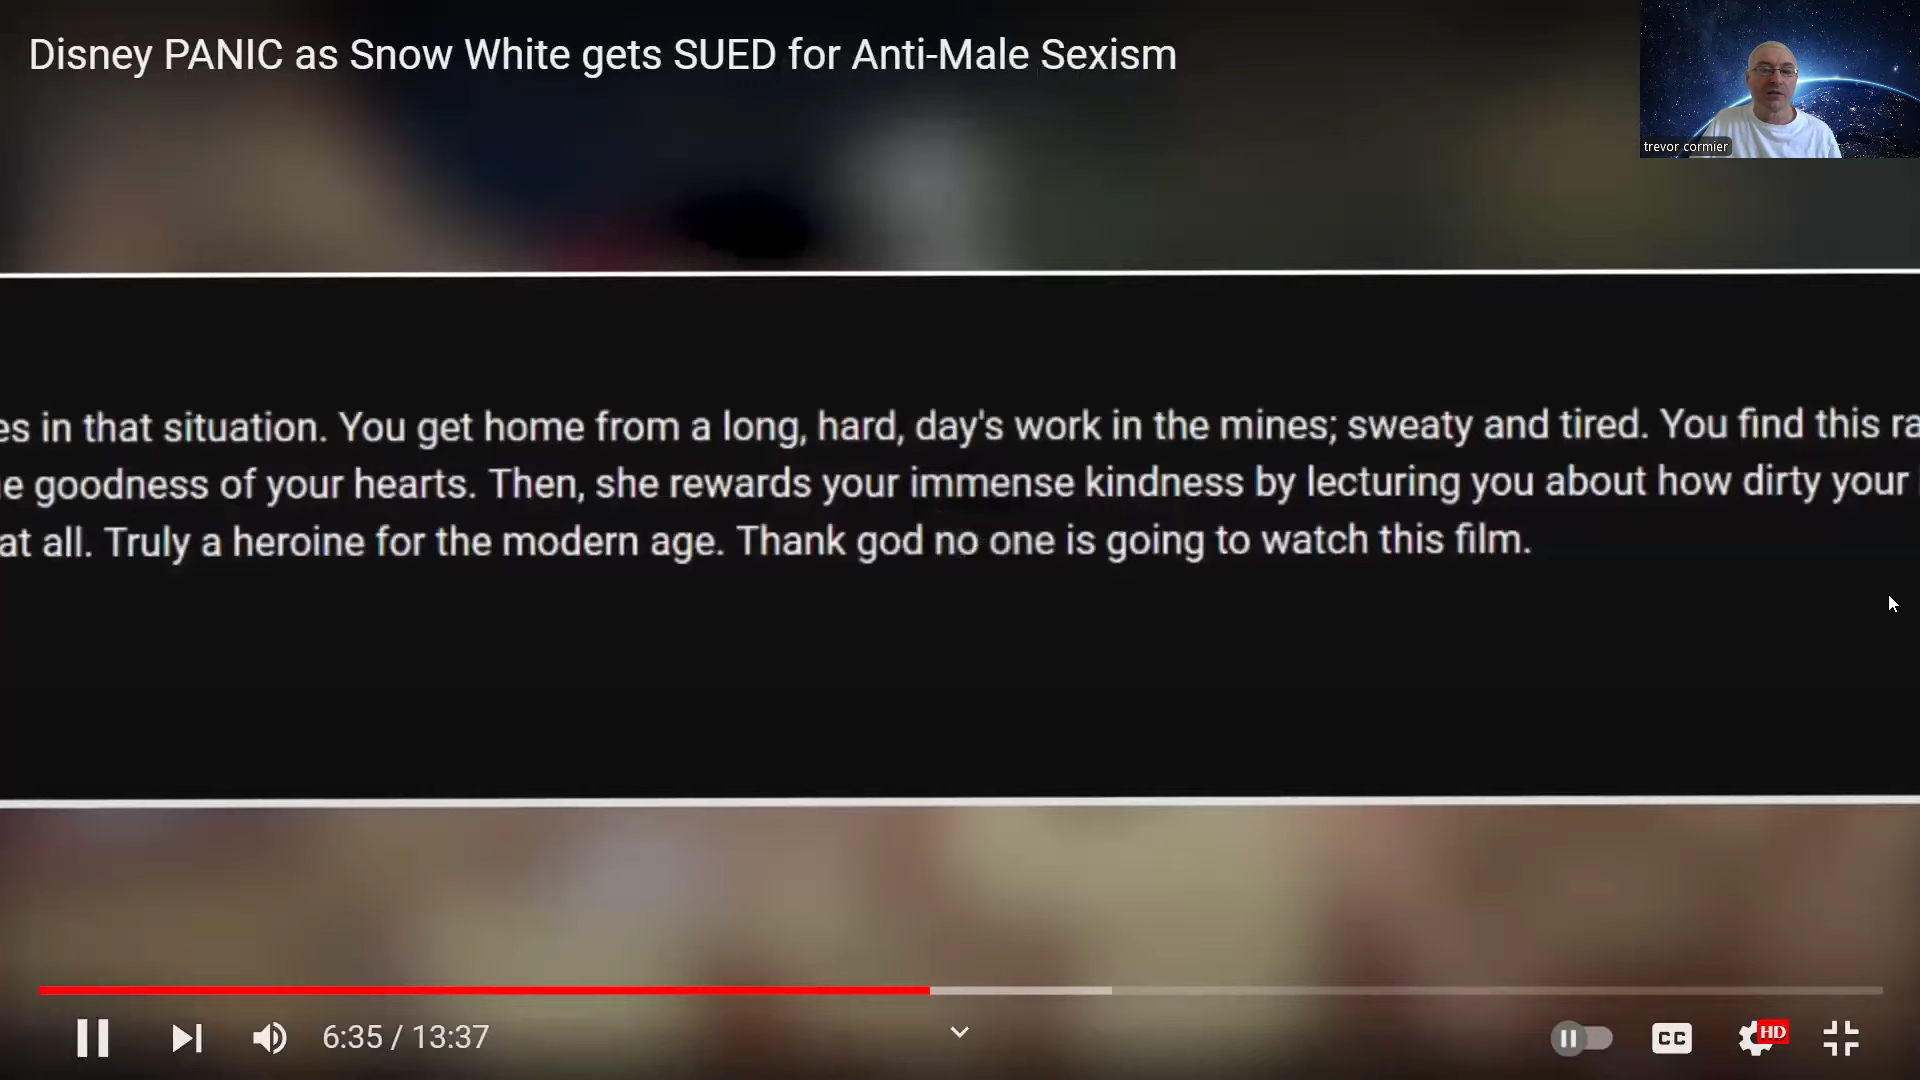 Disney PANIC as Snow White gets SUED for Anti-Male Sexism
trevor cormier
in that situation. You get home from a long, hard, day's work in the mines; sweaty and tired. You find this
goodness of your hearts. Then, she rewards your immense kindness by lecturing you about how dirty your
at all. Truly a heroine for the modern age. Thank god no one is going to watch this film.
6:35 / 13:37
CC
HD